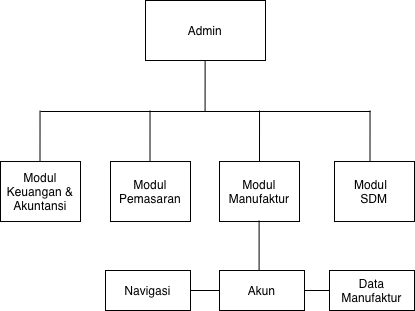 Admin
Modul
Keuangan &
Akuntansi
Modul
Pemasaran
Modul
Manufaktur
Modul
SDM
Navigasi
Akun
Data
Manufaktur